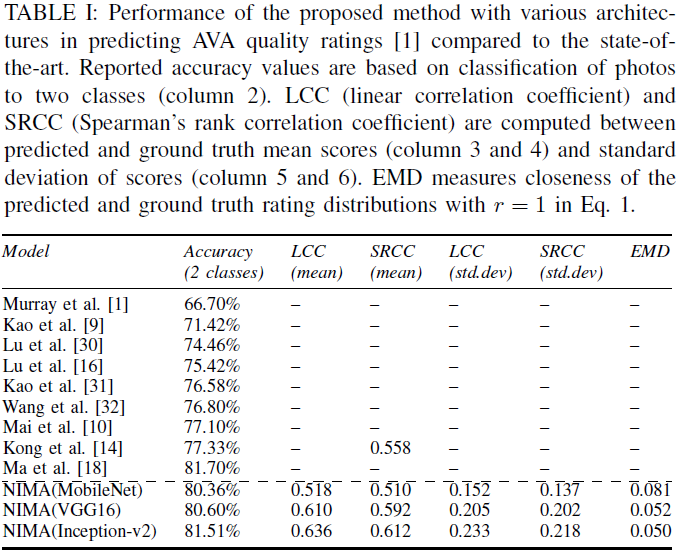 TABLE I: Performance of the proposed method with various architec-
tures in predicting AVA quality ratings [1] compared to the state-of-
the-art. Reported accuracy values are based on classification of photos
to two classes (column 2). LCC (linear correlation coefficient) and
SRCC (Spearman's rank correlation coefficient) are computed between
predicted and ground truth mean scores (column 3 and 4) and standard
deviation of scores (column 5 and 6). EMD measures closeness of the
predicted and ground truth rating distributions with r = 1 in Eq. 1.
Model Accuracy LCC SRCC LCC SRCC EMD
(2 classes) (mean) (mean) (std.dev) (std.dev)
Murray et al. [1] 66.70% – – – – –
Kao et al. [9] 71.42% – – – – –
Lu et al. [30] 74.46% – – – – –
Lu et al. [16] 75.42% – – – – –
Kao et al. [31] 76.58% – – – – –
Wang et al. [32] 76.80% – – – – –
Mai et al. [10] 77.10% – – – – –
Kong et al. [14] 77.33% – 0.558 – – –
Ma et al. [18] 81.70% – – – – –
NIMA(MobileNet) 80.36% 0.518 0.510 0.152 0.137 0.081
NIMA(VGG16) 80.60% 0.610 0.592 0.205 0.202 0.052
NIMA(Inception-v2) 81.51% 0.636 0.612 0.233 0.218 0.050